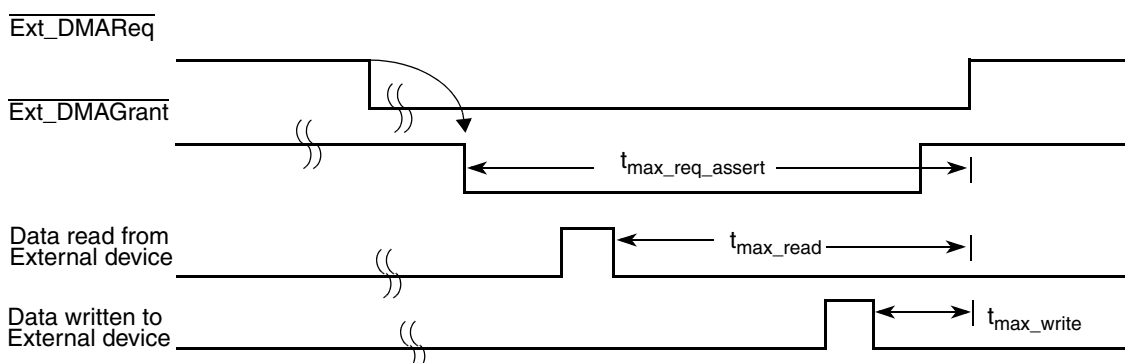 Ext_DMAReq
Ext_DMAGrant
tmax_req_assert
Data read from
External device
tmax_read
Data written to
External device
tmax_write